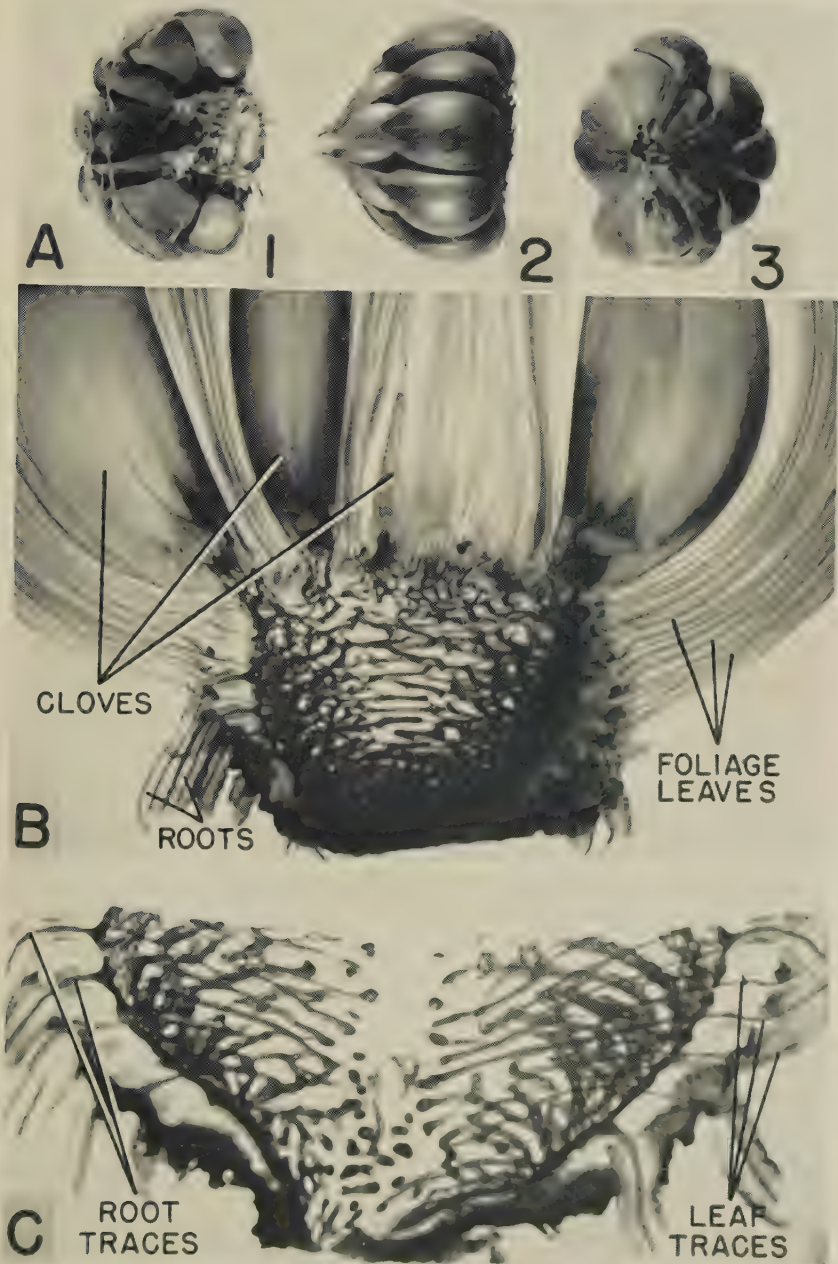 A
1
2
3
CLOVES
FOLIAGE
LEAVES
B
ROOTS
C
ROOT
TRACES
LEAF
TRACES